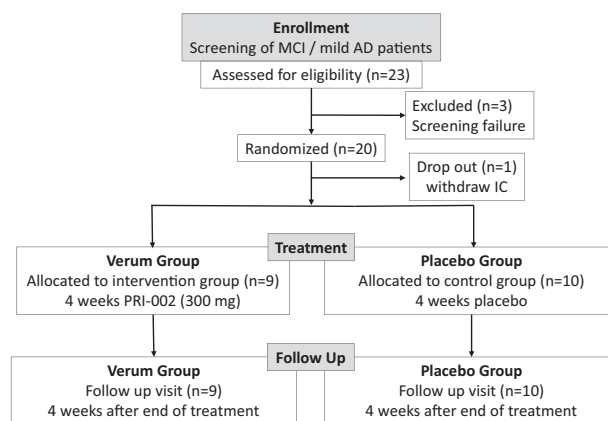 Enrollment
Screening of MCI / mild AD patients
Assessed for eligibility (n=23)
Excluded (n=3)
Screening failure
Randomized (n=20)
Drop out (n=1)
withdraw IC
Verum Group
Allocated to intervention group (n=9)
4 weeks PRI-002 (300 mg)
Treatment
Placebo Group
Allocated to control group (n=10)
4 weeks placebo
Verum Group
Follow up visit (n=9)
4 weeks after end of treatment
Follow Up
Placebo Group
Follow up visit (n=10)
4 weeks after end of treatment